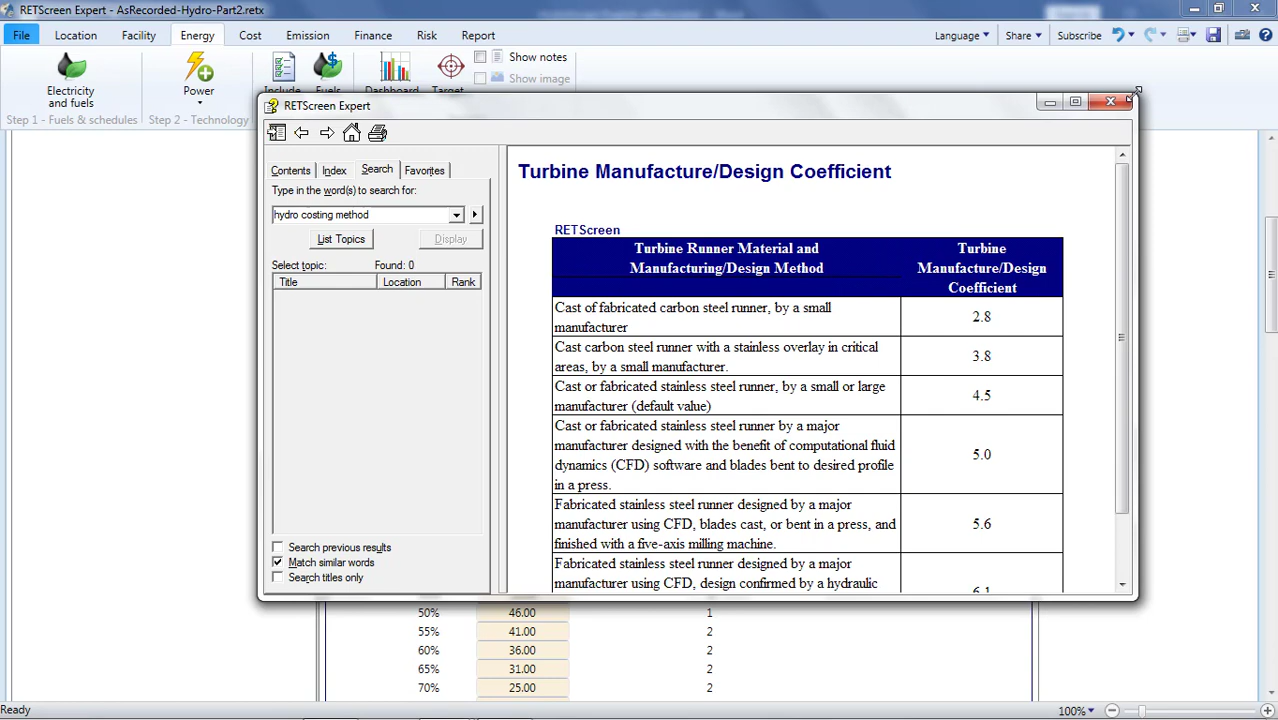 RETScreen Expert - AsRecorded-Hydro-Part2.retx
File Location Facility Energy Cost Emission Finance Risk Report Language Share Subscribe
Show notes
Show image
Electricity and fuels
Power
Include
Fuels
Dashboard
Target
Step 1 - Fuels & schedules
Step 2 - Technology
RETScreen Expert
Contents Index Search Favorites
Type in the word(s) to search for:
hydro costing method
List Topics Display
Select topic: Found: 0
Title Location Rank
Search previous results
Match similar words
Search titles only
Turbine Manufacture/Design Coefficient
RETScreen
Turbine Runner Material and
Manufacturing/Design Method
Turbine
Manufacture/Design
Coefficient
Cast of fabricated carbon steel runner, by a small
manufacturer
2.8
Cast carbon steel runner with a stainless overlay in critical
areas, by a small manufacturer.
3.8
Cast or fabricated stainless steel runner, by a small or large
manufacturer (default value)
4.5
Cast or fabricated stainless steel runner by a major
manufacturer designed with the benefit of computational fluid
dynamics (CFD) software and blades bent to desired profile
in a press.
5.0
Fabricated stainless steel runner designed by a major
manufacturer using CFD, blades cast, or bent in a press, and
finished with a five-axis milling machine.
5.6
Fabricated stainless steel runner designed by a major
manufacturer using CFD, design confirmed by a hydraulic
6.1
50% 46.00 1
55% 41.00 2
60% 36.00 2
65% 31.00 2
70% 25.00 2
Ready
100%